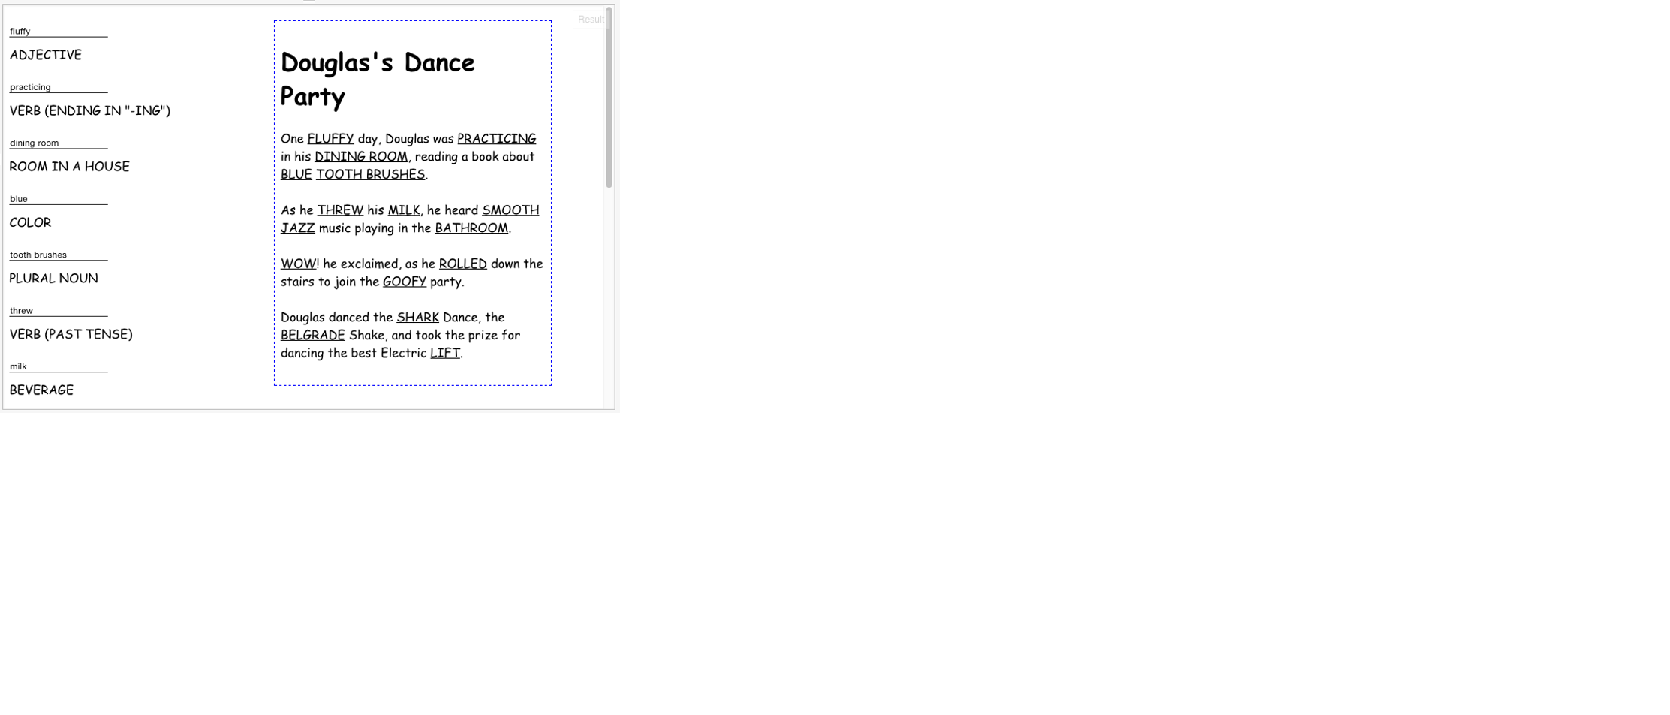 fluffy
ADJECTIVE
practicing
VERB (ENDING IN "-ING")
dining room
ROOM IN A HOUSE
blue
COLOR
tooth brushes
PLURAL NOUN
threw
VERB (PAST TENSE)
milk
BEVERAGE
Result
Douglas's Dance
Party
One FLUFFY day, Douglas was PRACTICING
in his DINING ROOM, reading a book about
BLUE TOOTH BRUSHES.
As he THREW his MILK, he heard SMOOTH
JAZZ music playing in the BATHROOM.
WOW! he exclaimed, as he ROLLED down the
stairs to join the GOOFY party.
Douglas danced the SHARK Dance, the
BELGRADE Shake, and took the prize for
dancing the best Electric LIFT.